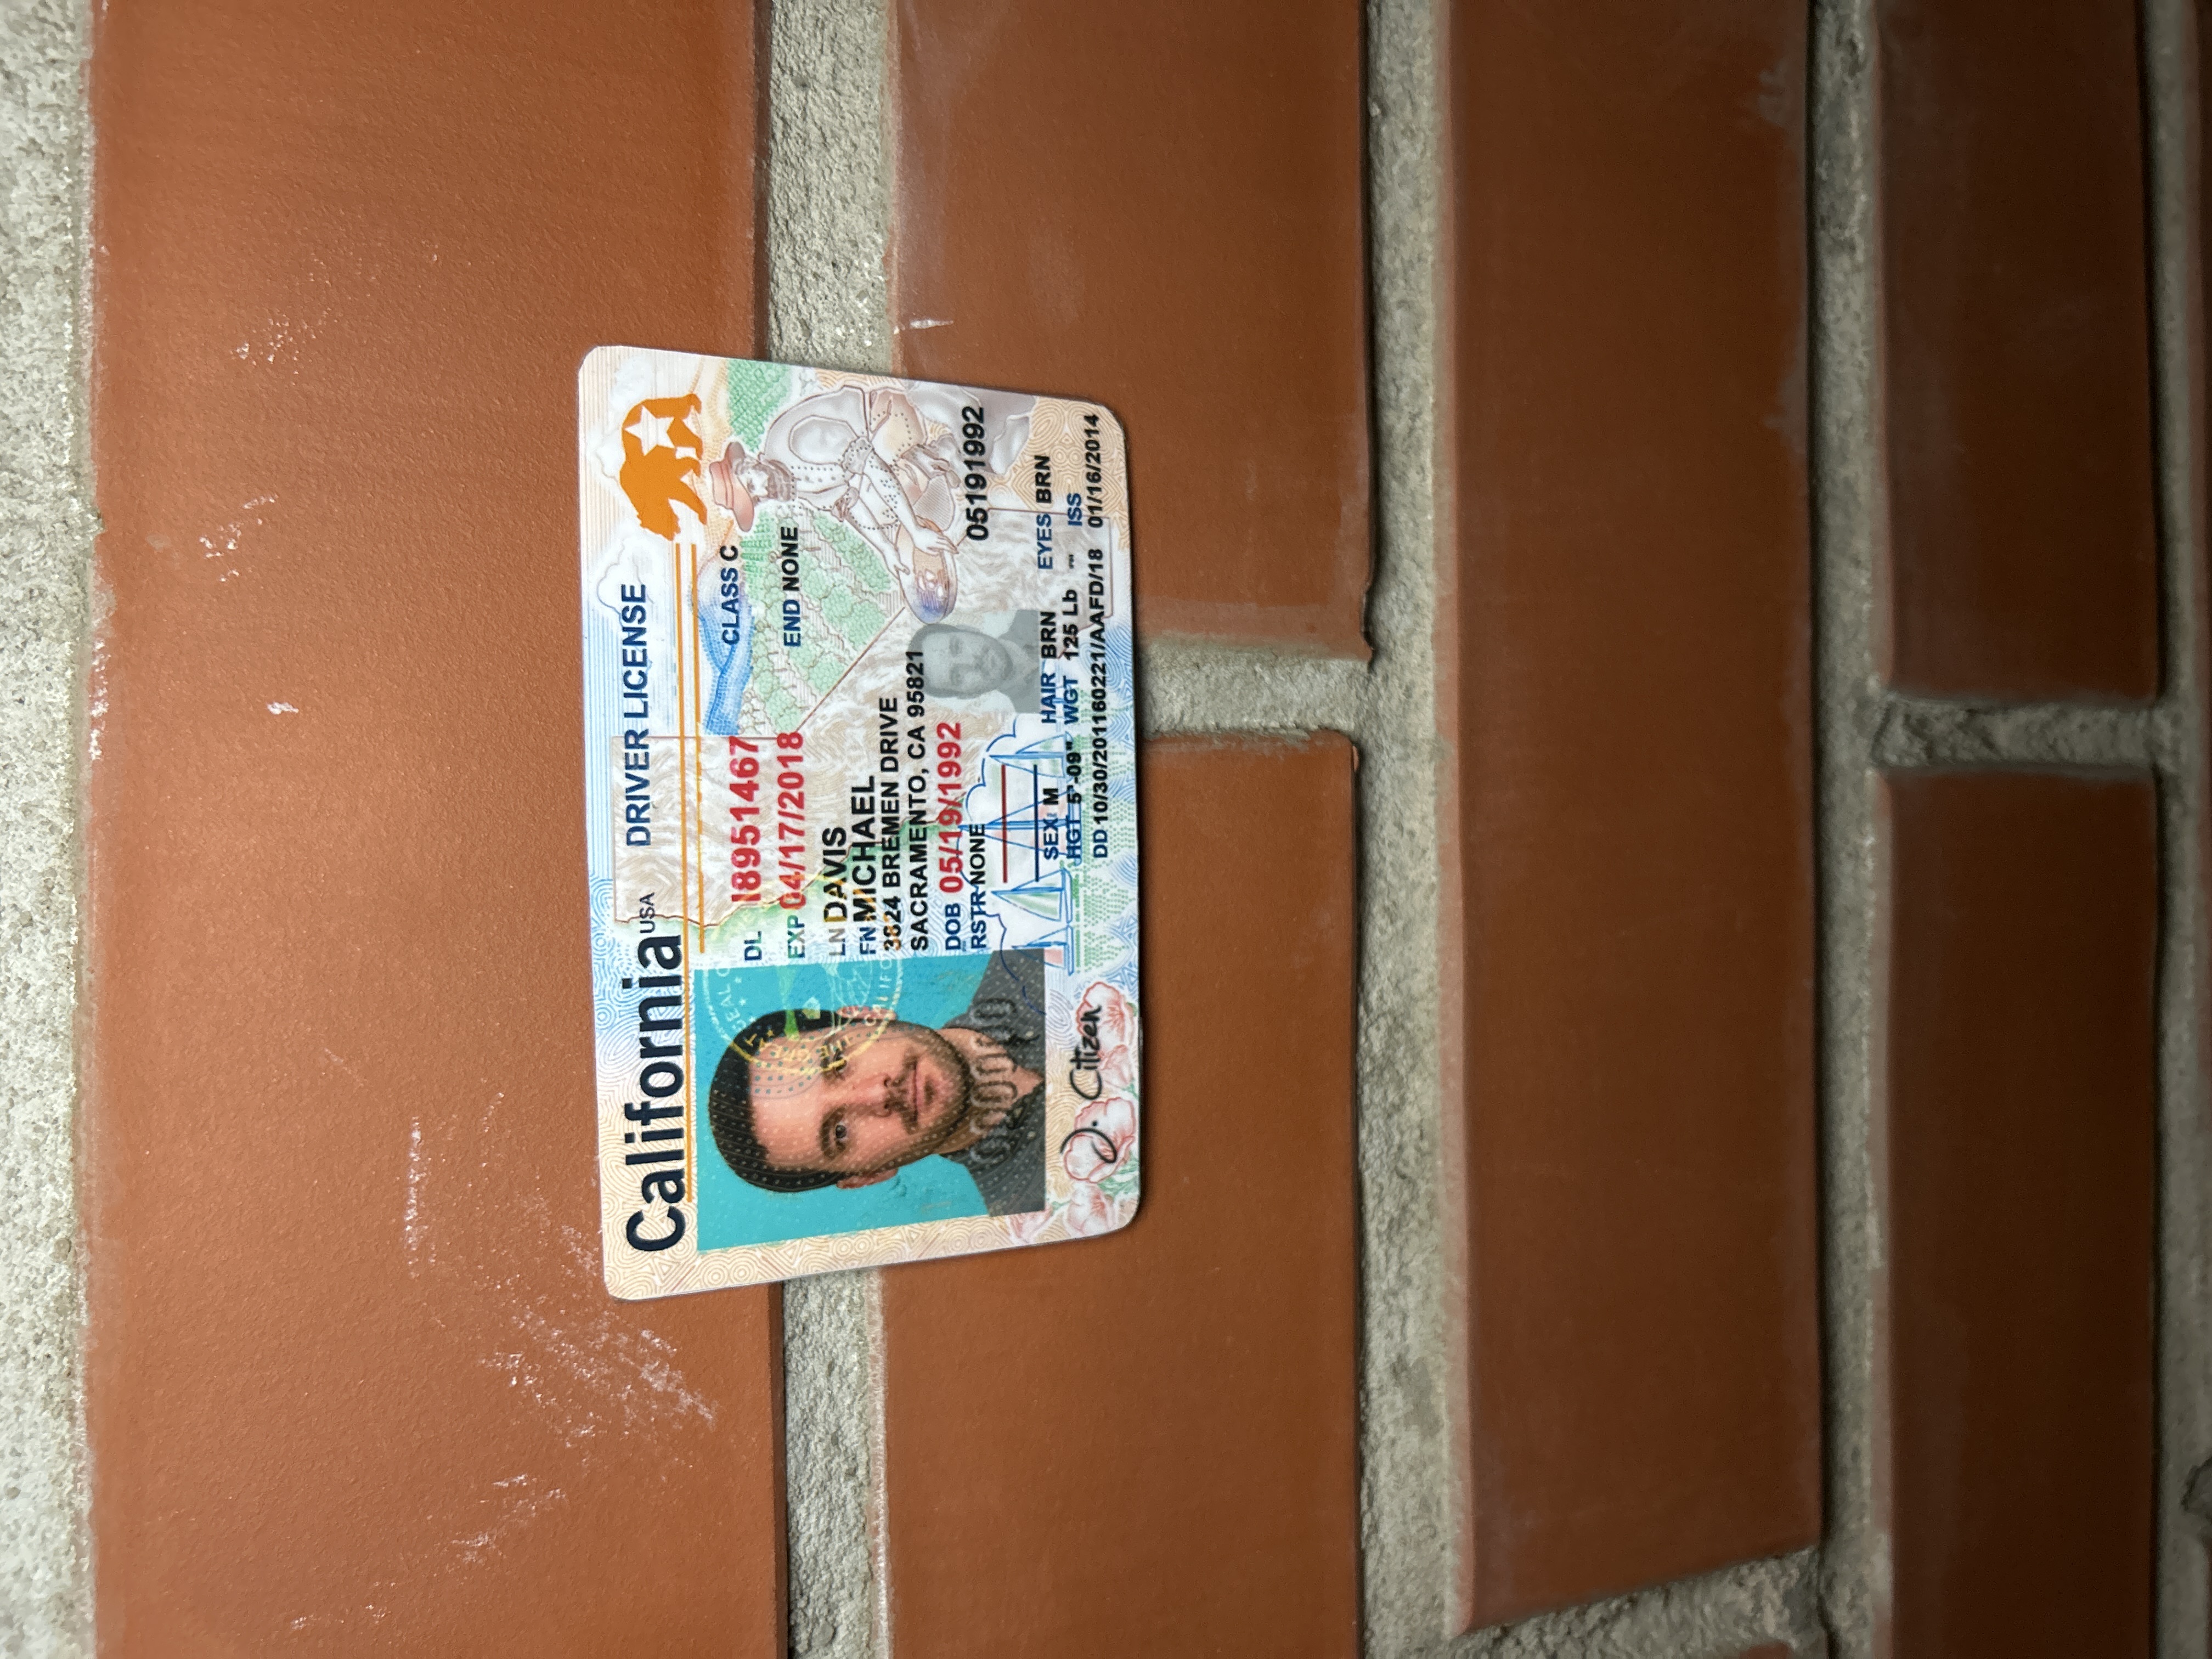 California USA DRIVER LICENSE
CLASS C
DL I8951467
EXP 04/17/2018
END NONE
LN DAVIS
FN MICHAEL
3824 BREMEN DRIVE
SACRAMENTO, CA 95821
DOB 05/19/1992
RSTR NONE
05191992
SEX M HAIR BRN EYES BRN
HGT 5'-09" WGT 125 Lb ISS
DD 10/30/201160221/AAFD/18 01/16/2014
J. Citizen